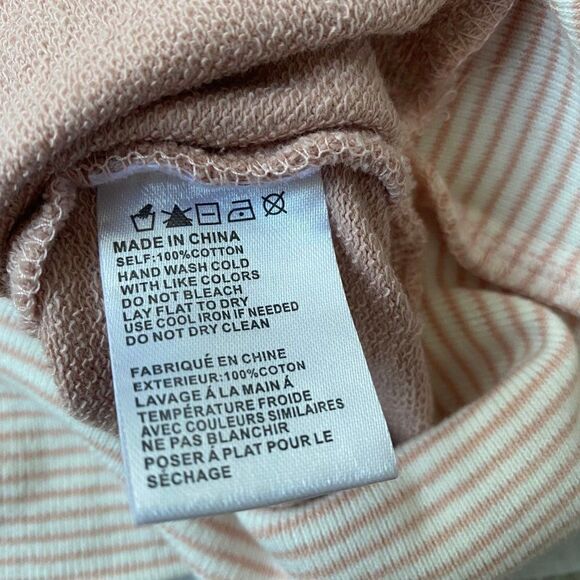 MADE IN CHINA
SELF:100%COTTON
HAND WASH COLD
WITH LIKE COLORS
DO NOT BLEACH
LAY FLAT TO DRY
USE COOL IRON IF NEEDED
DO NOT DRY CLEAN
FABRIQUÉ EN CHINE
EXTERIEUR:100%COTON
LAVAGE À LA MAIN Á
TEMPÉRATURE FROIDE
AVEC COULEURS SIMILAIRES
NE PAS BLANCHIR
POSER Á PLAT POUR LE
SÉCHAGE